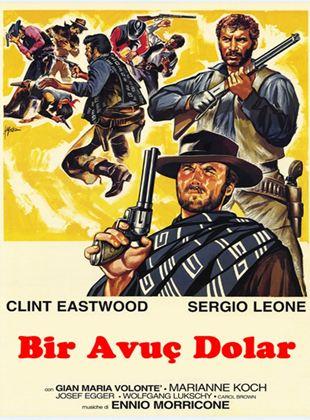 CLINT EASTWOOD SERGIO LEONE
Bir Avuç Dolar
con GIAN MARIA VOLONTE' • MARIANNE KOCH
JOSEF EGGER • WOLFGANG LUKSCHY • CAROL BROWN
musiche di ENNIO MORRICONE